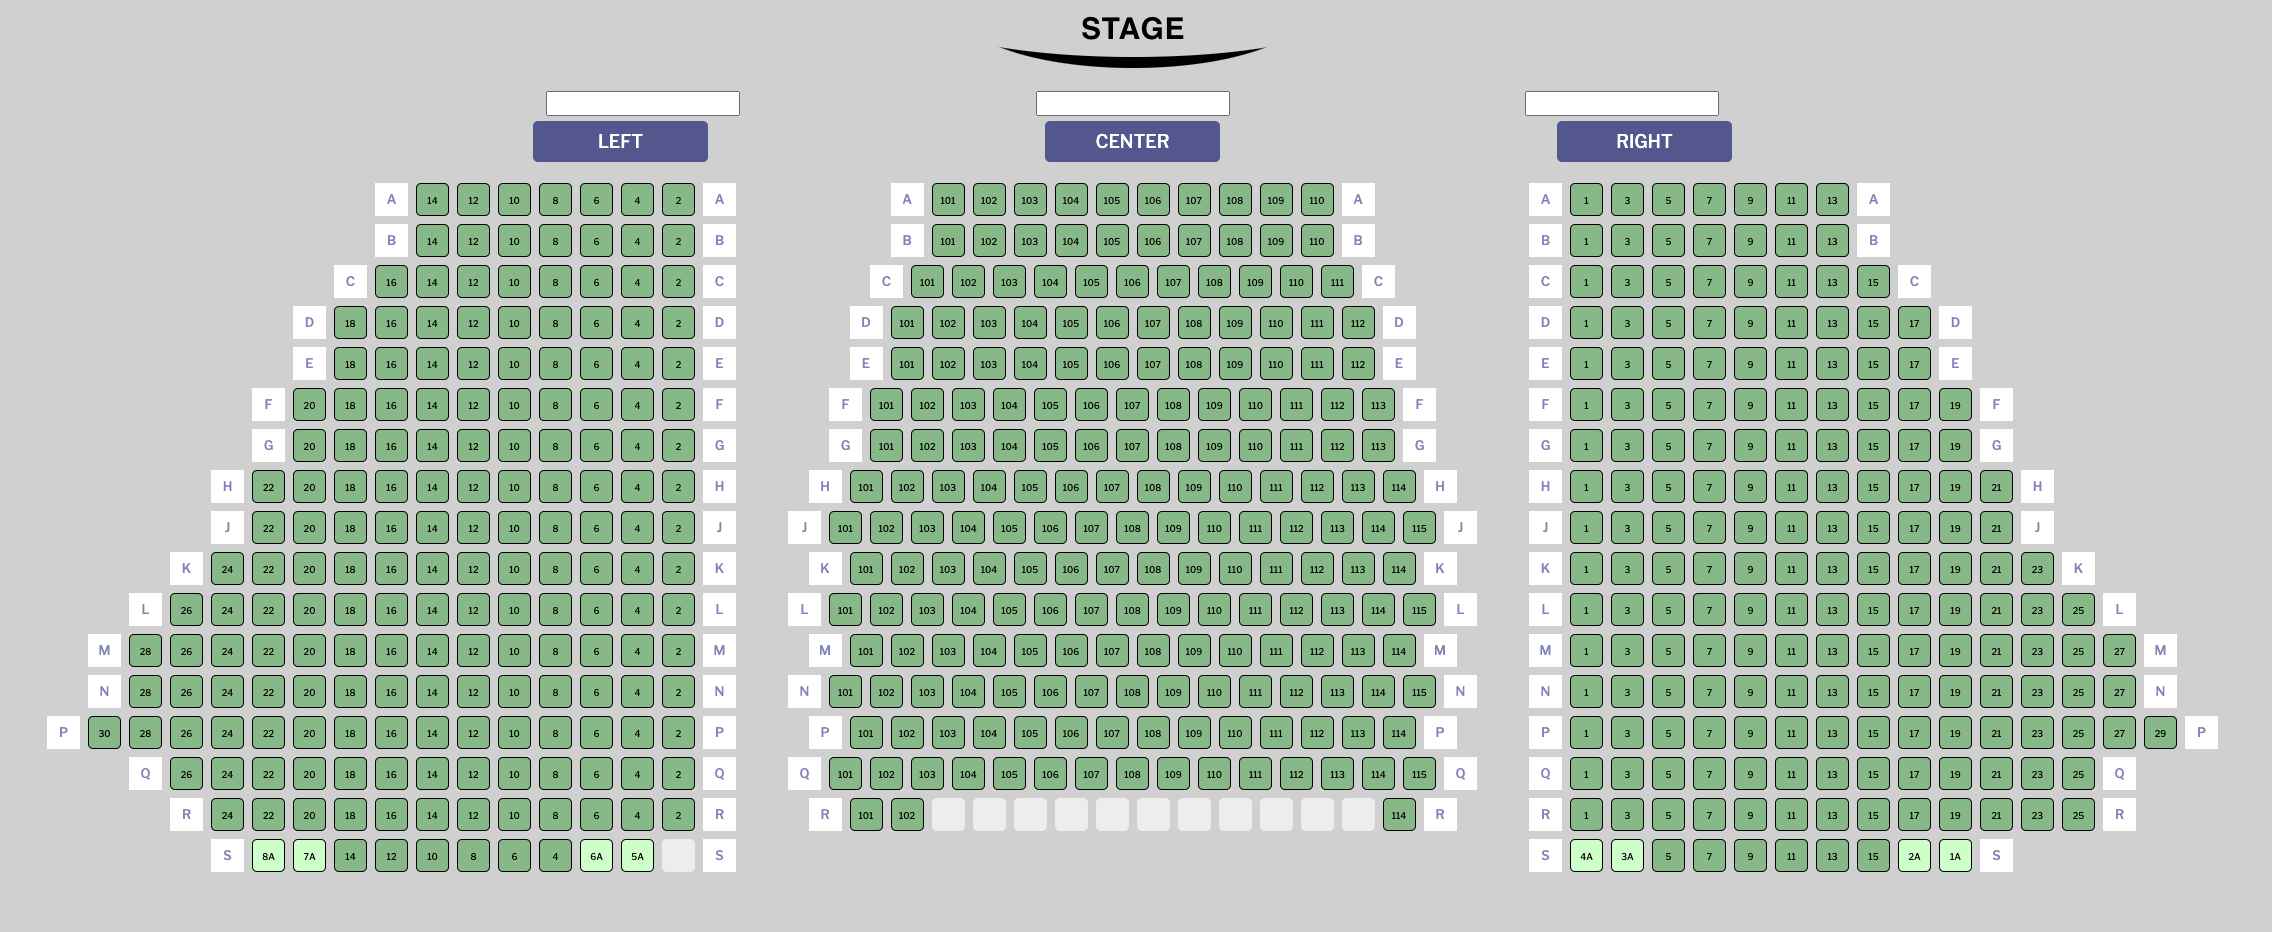 STAGE
LEFT CENTER RIGHT
A 14 12 10 8 6 4 2 A A 101 102 103 104 105 106 107 108 109 110 A A 1 3 5 7 9 11 13 A
B 14 12 10 8 6 4 2 B B 101 102 103 104 105 106 107 108 109 110 B B 1 3 5 7 9 11 13 B
C 16 14 12 10 8 6 4 2 C C 101 102 103 104 105 106 107 108 109 110 111 C C 1 3 5 7 9 11 13 15 C
D 18 16 14 12 10 8 6 4 2 D D 101 102 103 104 105 106 107 108 109 110 111 112 D D 1 3 5 7 9 11 13 15 17 D
E 18 16 14 12 10 8 6 4 2 E E 101 102 103 104 105 106 107 108 109 110 111 112 E E 1 3 5 7 9 11 13 15 17 E
F 20 18 16 14 12 10 8 6 4 2 F F 101 102 103 104 105 106 107 108 109 110 111 112 113 F F 1 3 5 7 9 11 13 15 17 19 F
G 20 18 16 14 12 10 8 6 4 2 G G 101 102 103 104 105 106 107 108 109 110 111 112 113 G G 1 3 5 7 9 11 13 15 17 19 G
H 22 20 18 16 14 12 10 8 6 4 2 H H 101 102 103 104 105 106 107 108 109 110 111 112 113 114 H H 1 3 5 7 9 11 13 15 17 19 21 H
J 22 20 18 16 14 12 10 8 6 4 2 J J 101 102 103 104 105 106 107 108 109 110 111 112 113 114 115 J J 1 3 5 7 9 11 13 15 17 19 21 J
K 24 22 20 18 16 14 12 10 8 6 4 2 K K 101 102 103 104 105 106 107 108 109 110 111 112 113 114 K K 1 3 5 7 9 11 13 15 17 19 21 23 K
L 26 24 22 20 18 16 14 12 10 8 6 4 2 L L 101 102 103 104 105 106 107 108 109 110 111 112 113 114 115 L L 1 3 5 7 9 11 13 15 17 19 21 23 25 L
M 28 26 24 22 20 18 16 14 12 10 8 6 4 2 M M 101 102 103 104 105 106 107 108 109 110 111 112 113 114 M M 1 3 5 7 9 11 13 15 17 19 21 23 25 27 M
N 28 26 24 22 20 18 16 14 12 10 8 6 4 2 N N 101 102 103 104 105 106 107 108 109 110 111 112 113 114 115 N N 1 3 5 7 9 11 13 15 17 19 21 23 25 27 N
P 30 28 26 24 22 20 18 16 14 12 10 8 6 4 2 P P 101 102 103 104 105 106 107 108 109 110 111 112 113 114 P P 1 3 5 7 9 11 13 15 17 19 21 23 25 27 29 P
Q 26 24 22 20 18 16 14 12 10 8 6 4 2 Q Q 101 102 103 104 105 106 107 108 109 110 111 112 113 114 115 Q Q 1 3 5 7 9 11 13 15 17 19 21 23 25 Q
R 24 22 20 18 16 14 12 10 8 6 4 2 R R 101 102 114 R R 1 3 5 7 9 11 13 15 17 19 21 23 25 R
S 8A 7A 14 12 10 8 6 4 6A 5A S S 4A 3A 5 7 9 11 13 15 2A 1A S